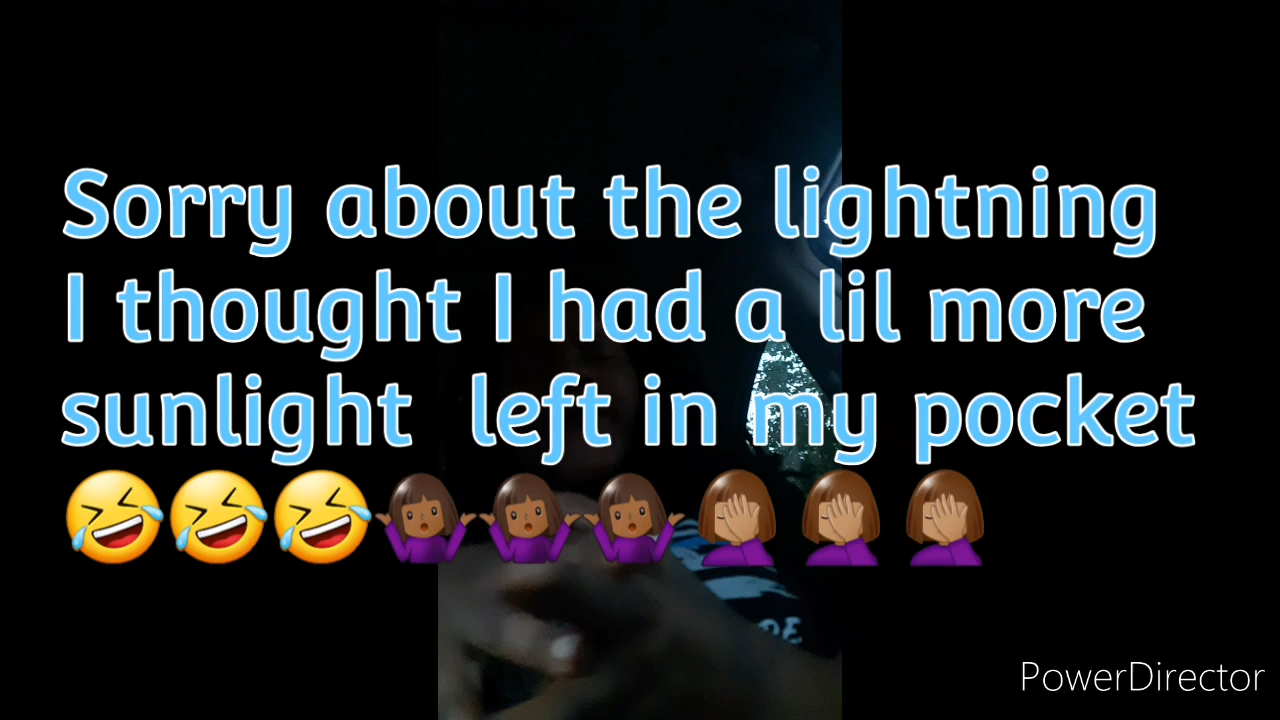 Sorry about the lightning
I thought I had a lil more
sunlight left in my pocket
🤣🤣🤣🤷🏾‍♀️🤷🏾‍♀️🤷🏾‍♀️🤦🏽‍♀️🤦🏽‍♀️🤦🏽‍♀️
PowerDirector